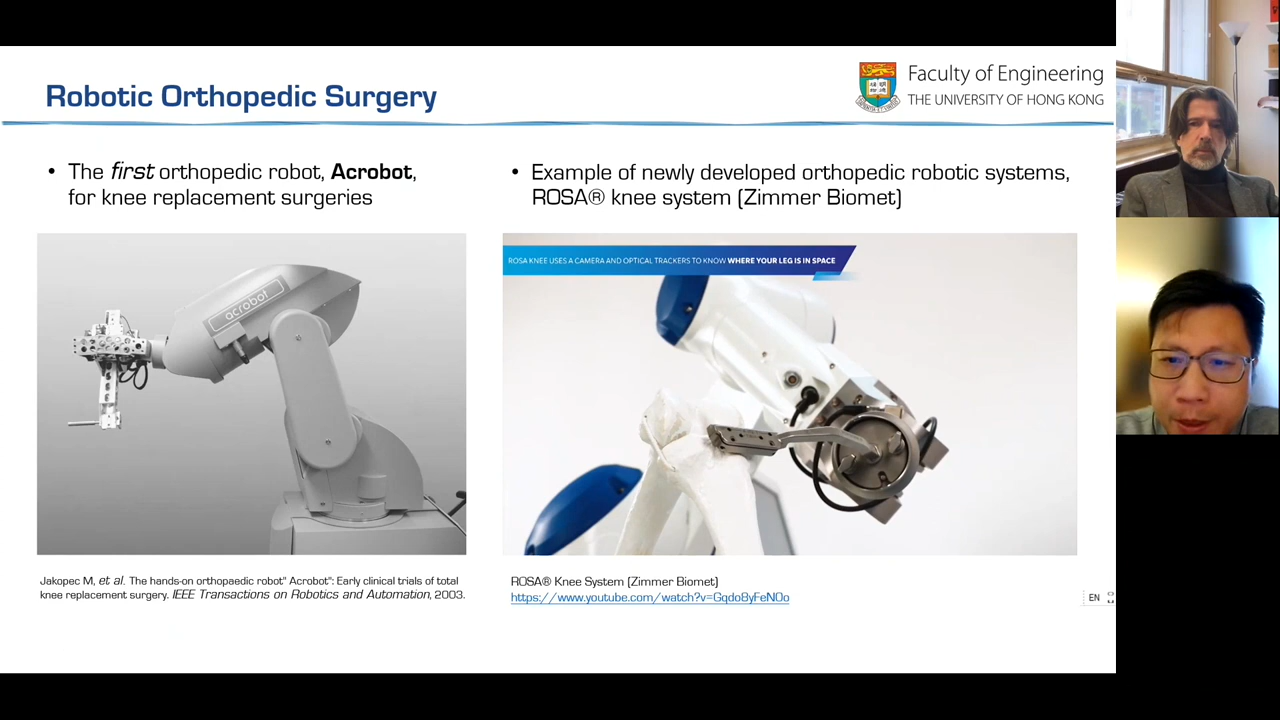 Robotic Orthopedic Surgery
Faculty of Engineering
THE UNIVERSITY OF HONG KONG
• The first orthopedic robot, Acrobot,
for knee replacement surgeries
• Example of newly developed orthopedic robotic systems,
ROSA® knee system (Zimmer Biomet)
acrobot
ROSA KNEE USES A CAMERA AND OPTICAL TRACKERS TO KNOW WHERE YOUR LEG IS IN SPACE
Jakopec M, et al. The hands-on orthopaedic robot" Acrobot": Early clinical trials of total
knee replacement surgery. IEEE Transactions on Robotics and Automation, 2003.
ROSA® Knee System (Zimmer Biomet)
https://www.youtube.com/watch?v=Gqdo8yFeNOo
EN